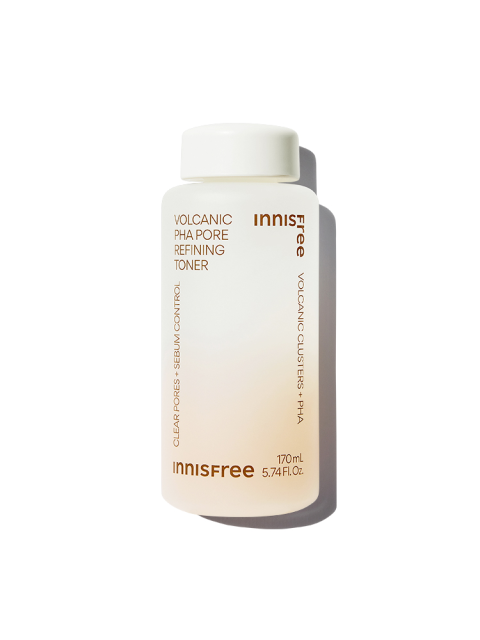 VOLCANIC
PHA PORE
REFINING
TONER
INNISFree
CLEAR PORES + SEBUM CONTROL
VOLCANIC CLUSTERS + PHA
INNISFree
170 mL
5.74 Fl. Oz.